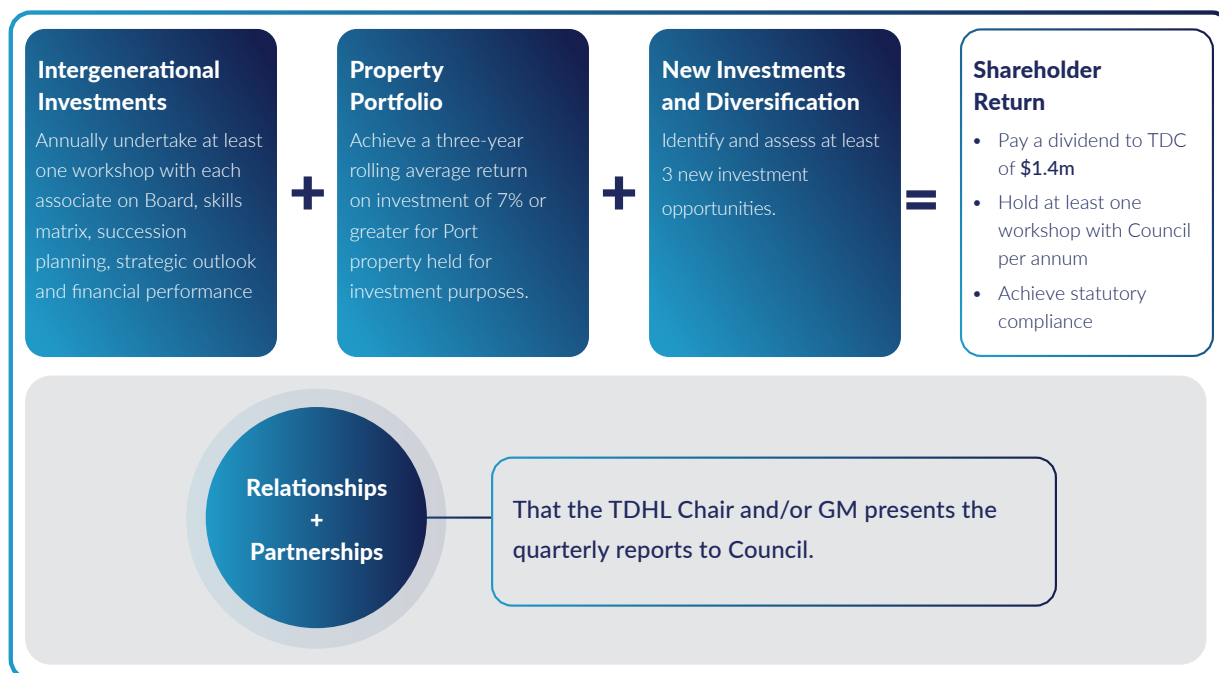 Intergenerational
Investments
Annually undertake at least
one workshop with each
associate on Board, skills
matrix, succession
planning, strategic outlook
and financial performance
+
Property
Portfolio
Achieve a three-year
rolling average return
on investment of 7% or
greater for Port
property held for
investment purposes.
+
New Investments
and Diversification
Identify and assess at least
3 new investment
opportunities.
=
Shareholder
Return
• Pay a dividend to TDC
of $1.4m
• Hold at least one
workshop with Council
per annum
• Achieve statutory
compliance
Relationships
+
Partnerships
That the TDHL Chair and/or GM presents the
quarterly reports to Council.